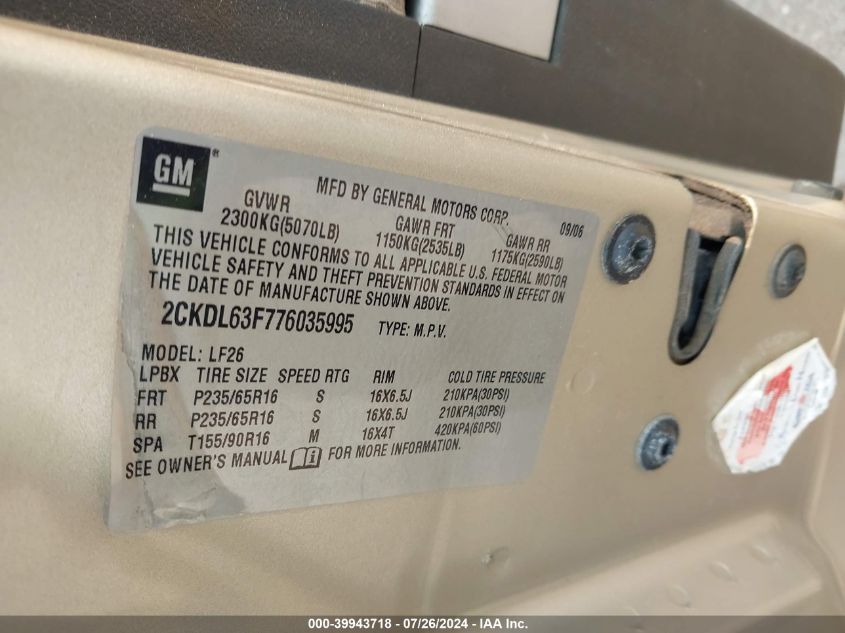 GM ®
MFD BY GENERAL MOTORS CORP. 09/06
GVWR GAWR FRT GAWR RR
2300KG(5070LB) 1150KG(2535LB) 1175KG(2590LB)
THIS VEHICLE CONFORMS TO ALL APPLICABLE U.S. FEDERAL MOTOR
VEHICLE SAFETY AND THEFT PREVENTION STANDARDS IN EFFECT ON
THE DATE OF MANUFACTURE SHOWN ABOVE.
2CKDL63F776035995 TYPE: M.P.V.
MODEL: LF26
LPBX TIRE SIZE SPEED RTG RIM COLD TIRE PRESSURE
FRT P235/65R16 S 16X6.5J 210KPA(30PSI)
RR P235/65R16 S 16X6.5J 210KPA(30PSI)
SPA T155/90R16 M 16X4T 420KPA(60PSI)
SEE OWNER'S MANUAL FOR MORE INFORMATION.
000-39943718 - 07/26/2024 - IAA Inc.